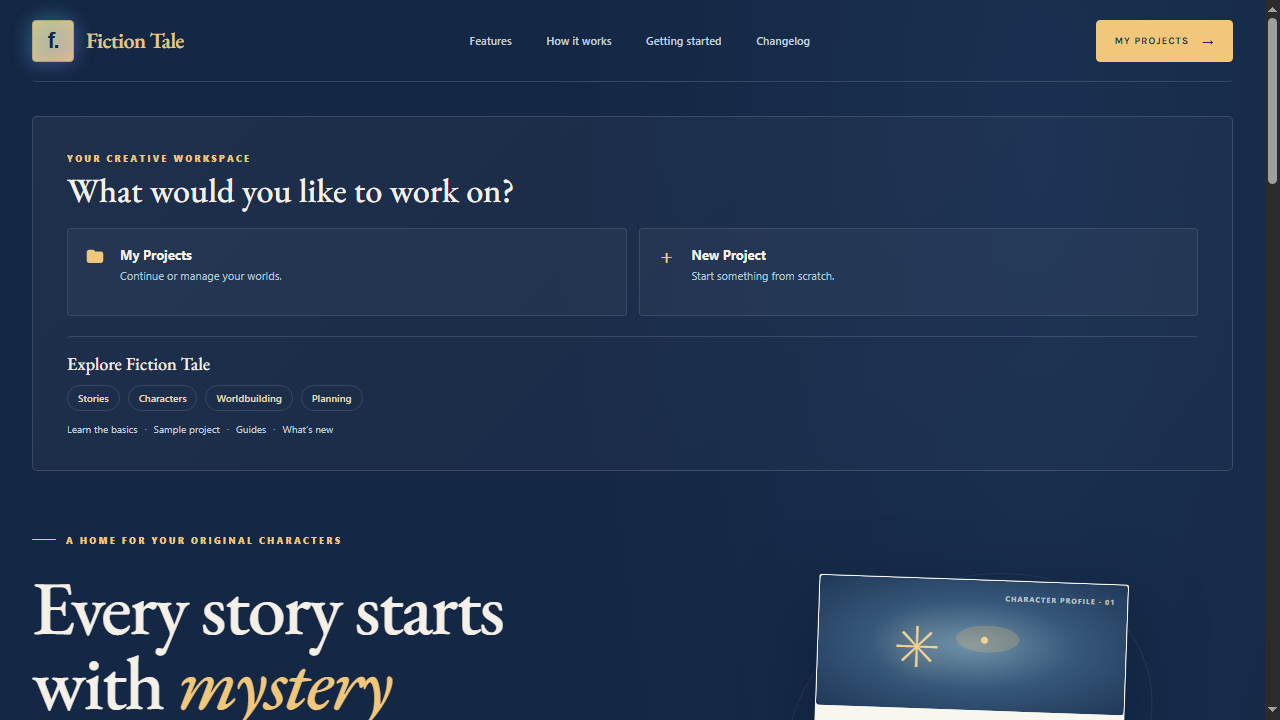 f.
Fiction Tale
Features
How it works
Getting started
Changelog
MY PROJECTS →
YOUR CREATIVE WORKSPACE
What would you like to work on?
My Projects
Continue or manage your worlds.
+
New Project
Start something from scratch.
Explore Fiction Tale
Stories
Characters
Worldbuilding
Planning
Learn the basics · Sample project · Guides · What's new
A HOME FOR YOUR ORIGINAL CHARACTERS
Every story starts
with mystery
CHARACTER PROFILE · 01